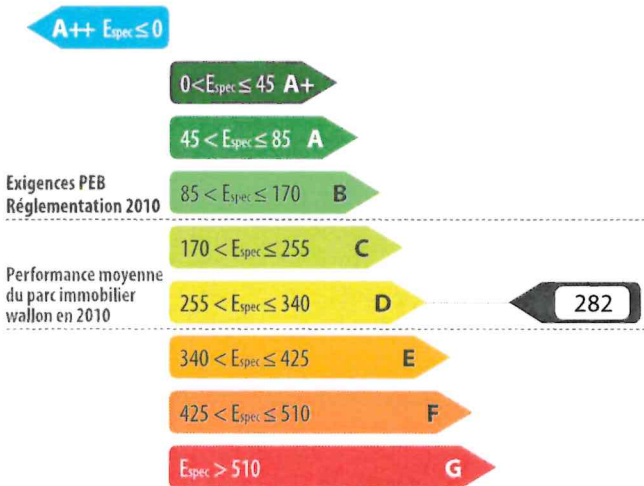 A++ Espec ≤ 0
0 < Espec ≤ 45 A+
45 < Espec ≤ 85 A
Exigences PEB
Réglementation 2010
85 < Espec ≤ 170 B
170 < Espec ≤ 255 C
Performance moyenne
du parc immobilier
wallon en 2010
255 < Espec ≤ 340 D
282
340 < Espec ≤ 425 E
425 < Espec ≤ 510 F
Espec > 510 G